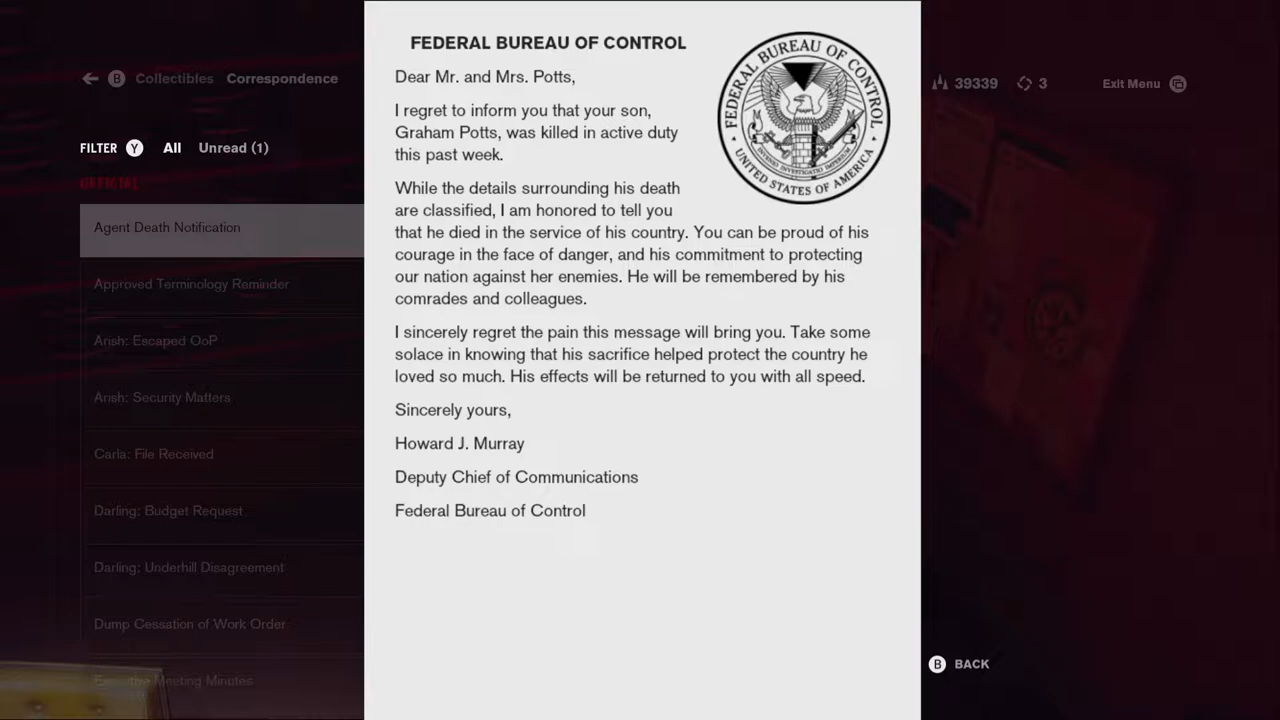 FEDERAL BUREAU OF CONTROL
FEDERAL BUREAU OF CONTROL
UNITED STATES OF AMERICA
Dear Mr. and Mrs. Potts,
I regret to inform you that your son,
Graham Potts, was killed in active duty
this past week.
While the details surrounding his death
are classified, I am honored to tell you
that he died in the service of his country. You can be proud of his
courage in the face of danger, and his commitment to protecting
our nation against her enemies. He will be remembered by his
comrades and colleagues.
I sincerely regret the pain this message will bring you. Take some
solace in knowing that his sacrifice helped protect the country he
loved so much. His effects will be returned to you with all speed.
Sincerely yours,
Howard J. Murray
Deputy Chief of Communications
Federal Bureau of Control
B Collectibles Correspondence
39339 3
Exit Menu
FILTER Y All Unread (1)
OFFICIAL
Agent Death Notification
Approved Terminology Reminder
Arish: Escaped OoP
Arish: Security Matters
Carla: File Received
Darling: Budget Request
Darling: Underhill Disagreement
Dump Cessation of Work Order
Executive Meeting Minutes
B BACK